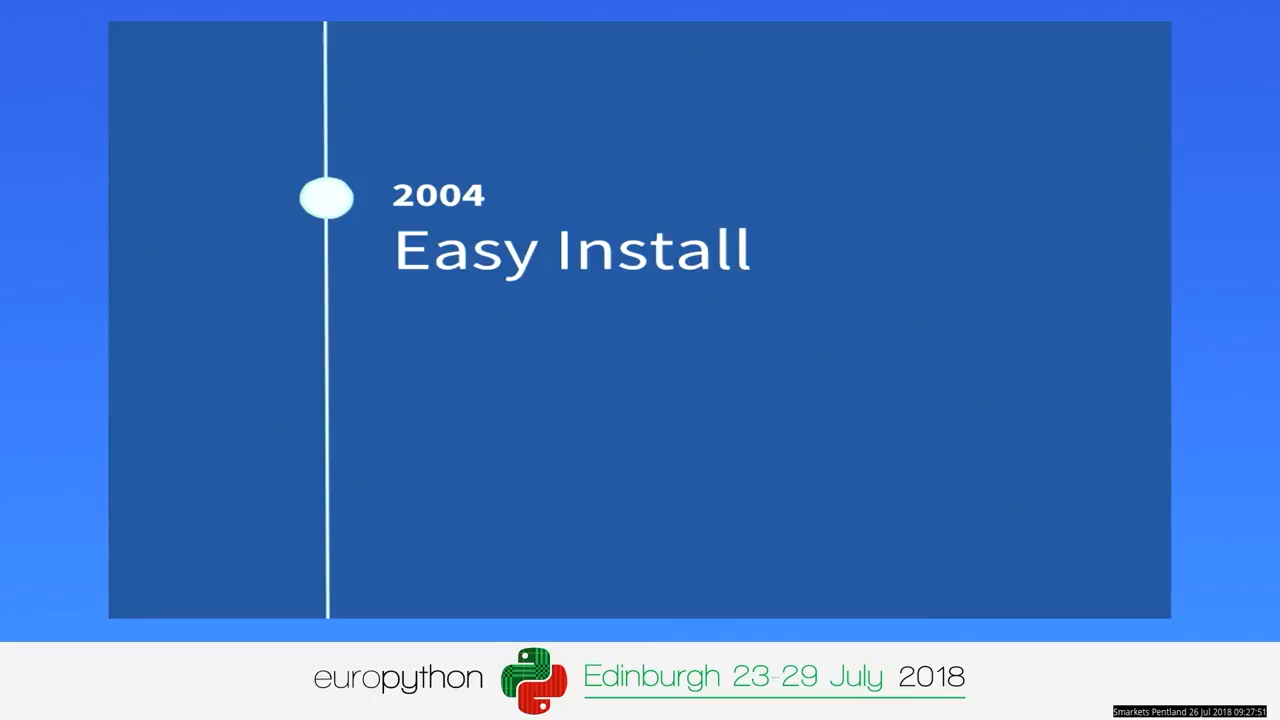 2004
Easy Install
europython Edinburgh 23-29 July 2018
Smarkets Pentland 26 Jul 2018 09:27:51